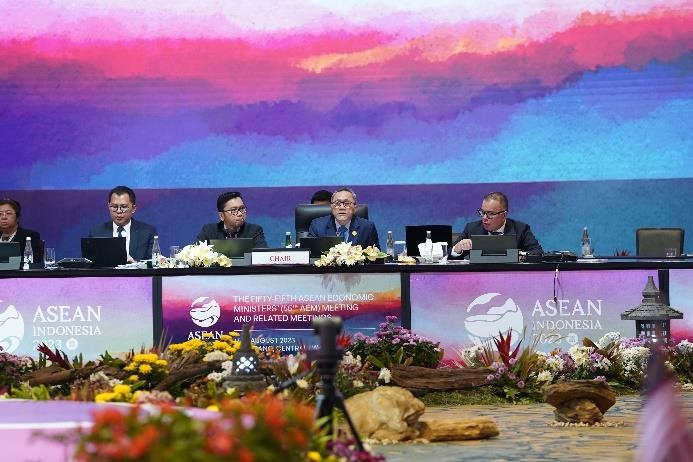 CHAIR
ASEAN
INDONESIA
2023
ASEAN
THE FIFTY-FIFTH ASEAN ECONOMIC
MINISTERS' (55TH AEM) MEETING
AND RELATED MEETINGS
AUGUST 2023
ASEAN
INDONESIA
2023